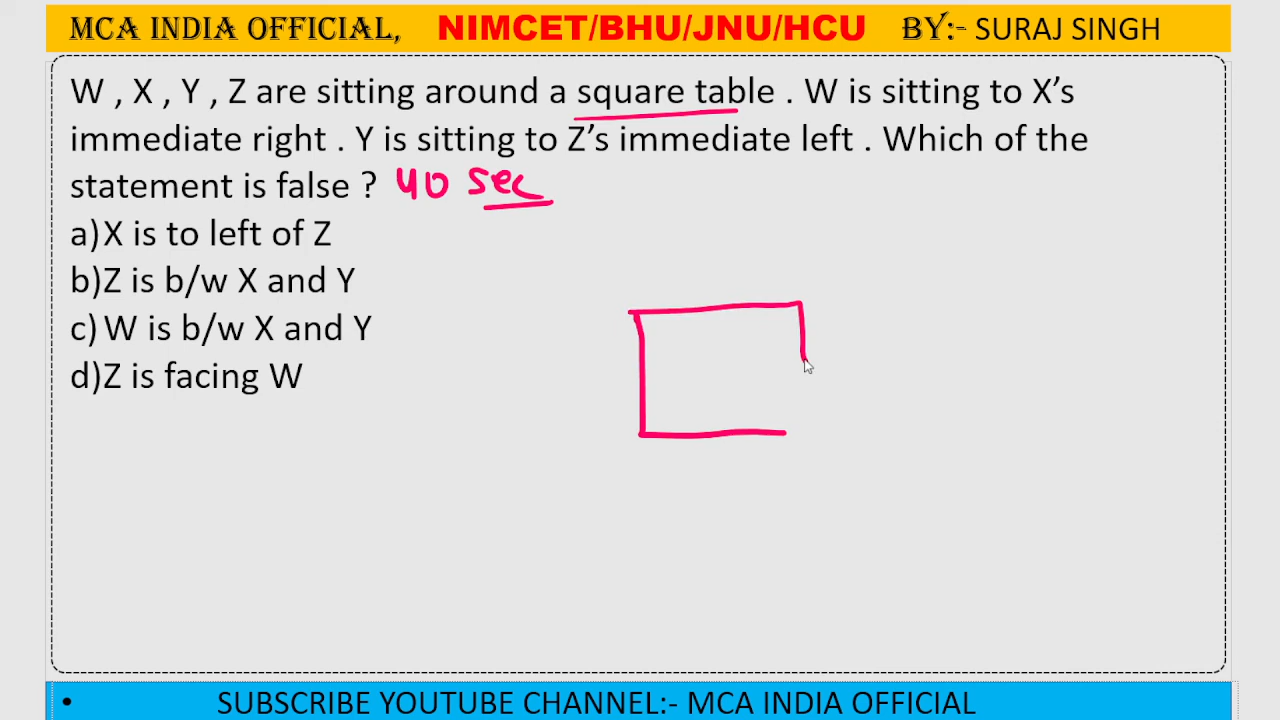 MCA INDIA OFFICIAL, NIMCET/BHU/JNU/HCU BY:- SURAJ SINGH
W , X , Y , Z are sitting around a square table . W is sitting to X’s
immediate right . Y is sitting to Z’s immediate left . Which of the
statement is false ? 40 sec
a)X is to left of Z
b)Z is b/w X and Y
c) W is b/w X and Y
d)Z is facing W
• SUBSCRIBE YOUTUBE CHANNEL:- MCA INDIA OFFICIAL